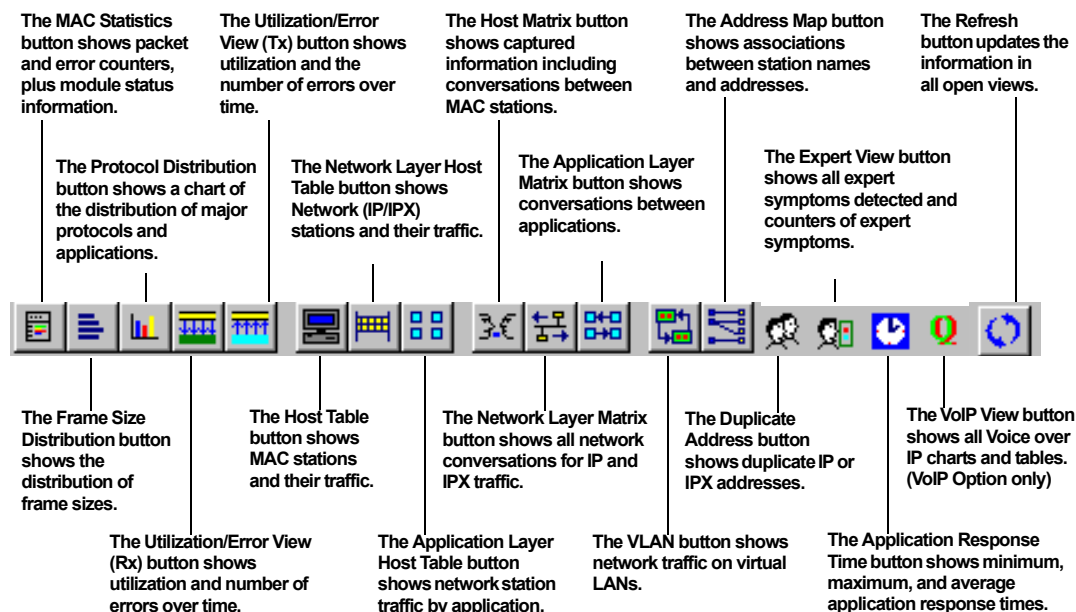 The MAC Statistics
button shows packet
and error counters,
plus module status
information.
The Utilization/Error
View (Tx) button shows
utilization and the
number of errors over
time.
The Host Matrix button
shows captured
information including
conversations between
MAC stations.
The Address Map button
shows associations
between station names
and addresses.
The Refresh
button updates the
information in
all open views.
The Protocol Distribution
button shows a chart of
the distribution of major
protocols and
applications.
The Network Layer Host
Table button shows
Network (IP/IPX)
stations and their traffic.
The Application Layer
Matrix button shows
conversations between
applications.
The Expert View button
shows all expert
symptoms detected and
counters of expert
symptoms.
The Frame Size
Distribution button
shows the
distribution of
frame sizes.
The Host Table
button shows
MAC stations
and their traffic.
The Network Layer Matrix
button shows all network
conversations for IP and
IPX traffic.
The Duplicate
Address button
shows duplicate IP or
IPX addresses.
The VoIP View button
shows all Voice over
IP charts and tables.
(VoIP Option only)
The Utilization/Error View
(Rx) button shows
utilization and number of
errors over time.
The Application Layer
Host Table button
shows network station
traffic by application.
The VLAN button shows
network traffic on virtual
LANs.
The Application Response
Time button shows minimum,
maximum, and average
application response times.